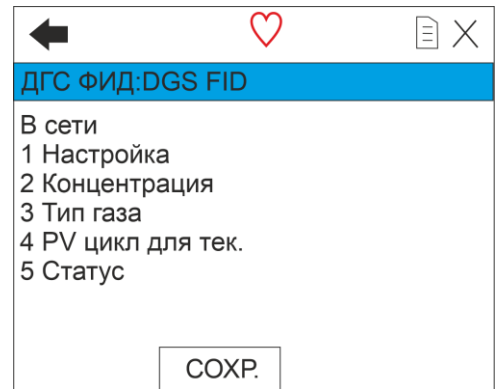 ДГС ФИД:DGS FID
В сети
1 Настройка
2 Концентрация
3 Тип газа
4 PV цикл для тек.
5 Статус
СОХР.